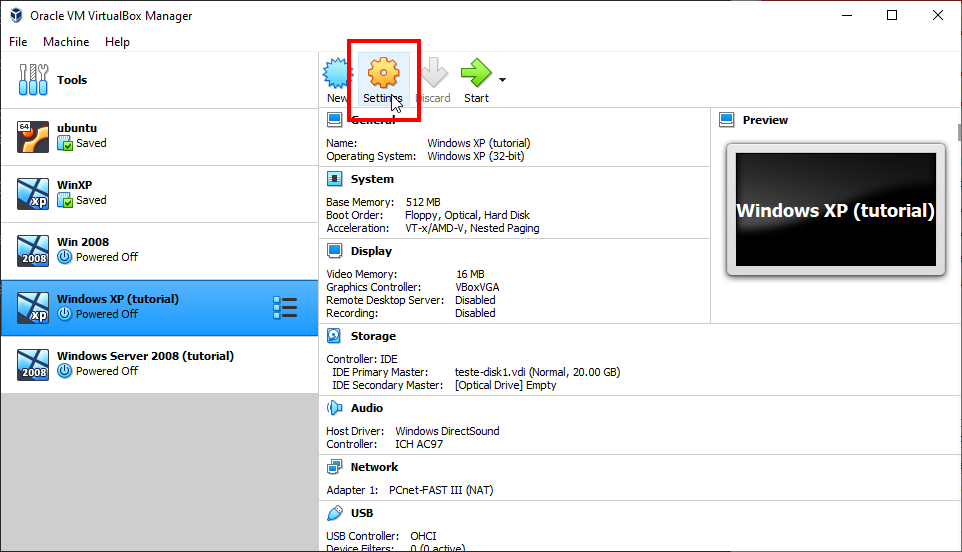 Oracle VM VirtualBox Manager
File Machine Help
Tools
64
ubuntu
Saved
xp
WinXP
Saved
2008
Win 2008
Powered Off
xp
Windows XP (tutorial)
Powered Off
2008
Windows Server 2008 (tutorial)
Powered Off
New Settings Discard Start
General
Name: Windows XP (tutorial)
Operating System: Windows XP (32-bit)
System
Base Memory: 512 MB
Boot Order: Floppy, Optical, Hard Disk
Acceleration: VT-x/AMD-V, Nested Paging
Display
Video Memory: 16 MB
Graphics Controller: VBoxVGA
Remote Desktop Server: Disabled
Recording: Disabled
Storage
Controller: IDE
IDE Primary Master: teste-disk1.vdi (Normal, 20.00 GB)
IDE Secondary Master: [Optical Drive] Empty
Audio
Host Driver: Windows DirectSound
Controller: ICH AC97
Network
Adapter 1: PCnet-FAST III (NAT)
USB
USB Controller: OHCI
Device Filters: 0 (0 active)
Preview
Windows XP (tutorial)